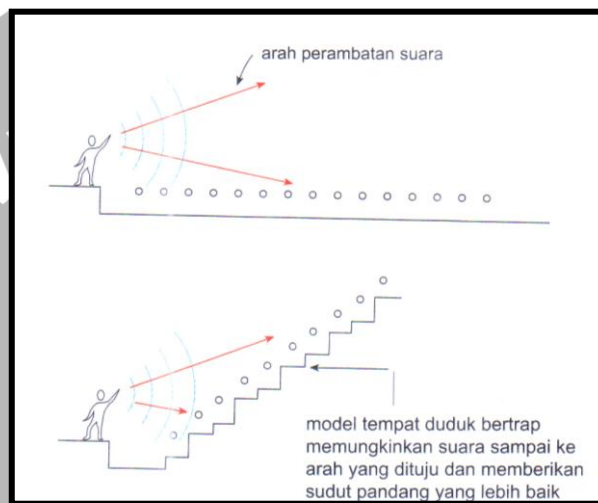 arah perambatan suara
model tempat duduk bertrap
memungkinkan suara sampai ke
arah yang dituju dan memberikan
sudut pandang yang lebih baik